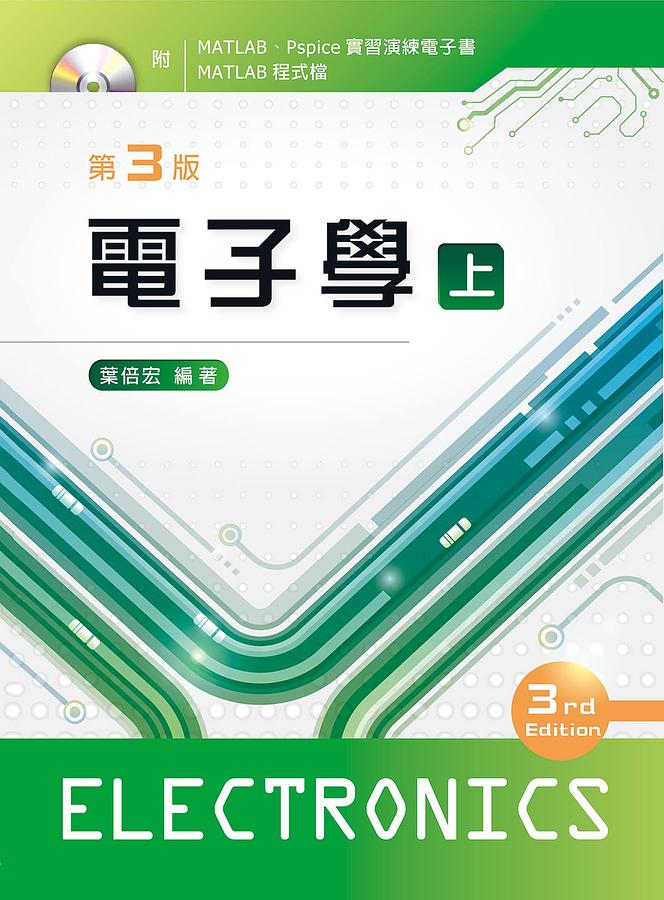 附
MATLAB、Pspice 實習演練電子書
MATLAB 程式檔
第3版
電子學 上
葉倍宏 編著
3rd
Edition
ELECTRONICS